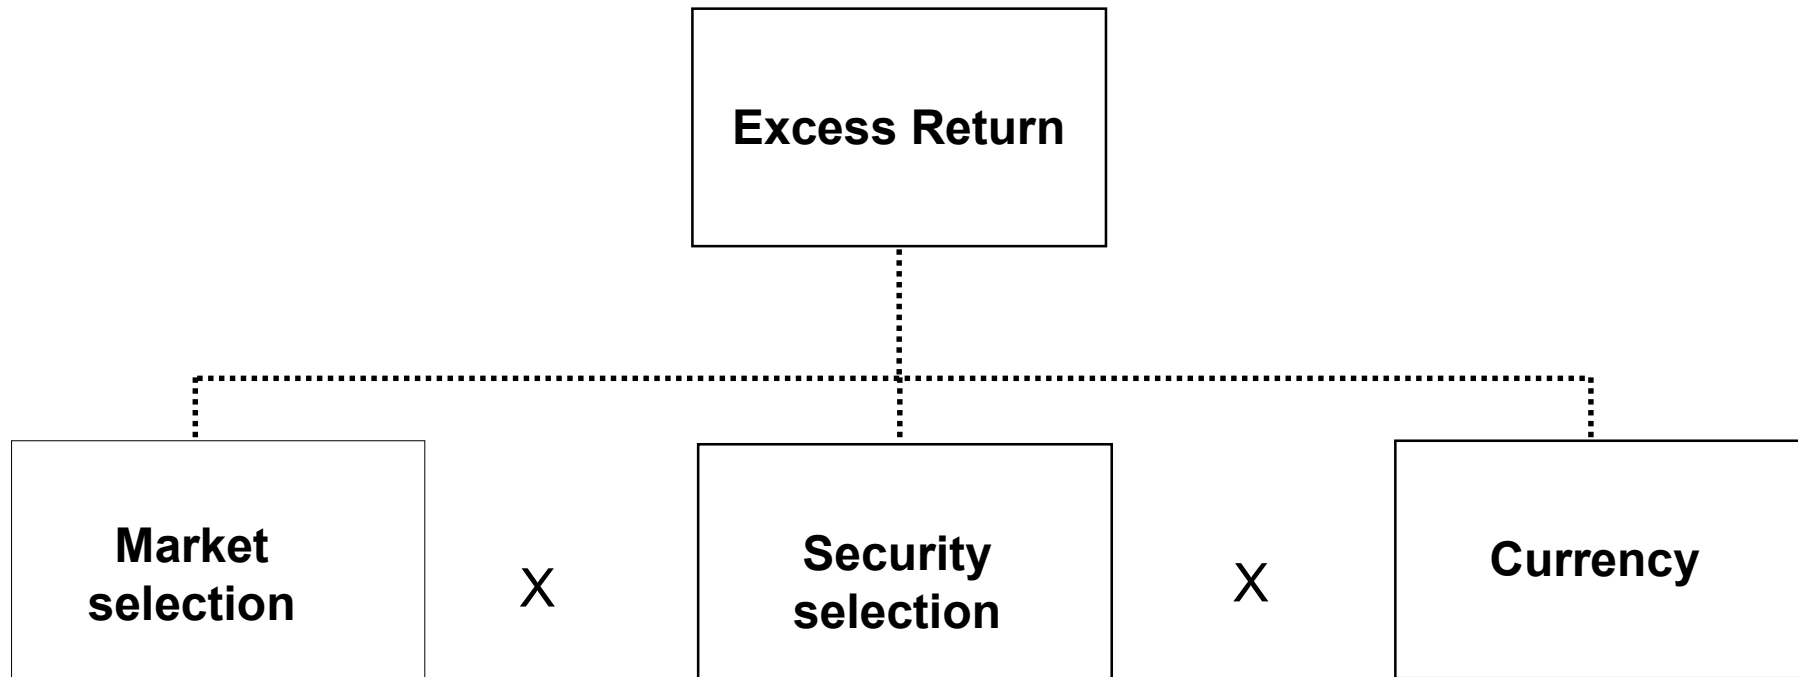 Excess Return
Market
selection
X
Security
selection
X
Currency